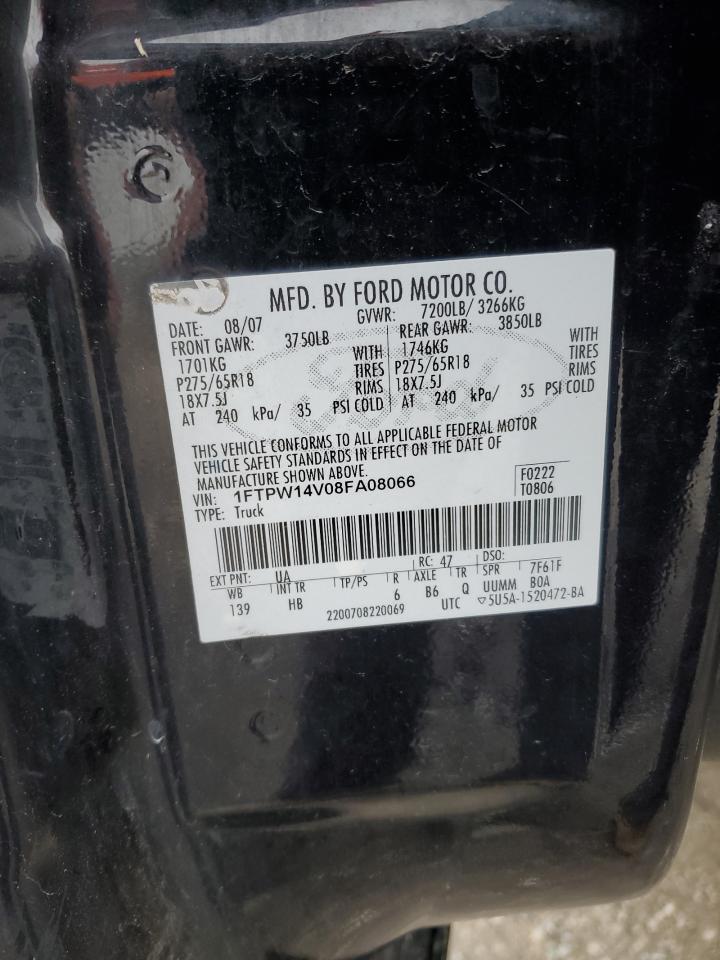 MFD. BY FORD MOTOR CO.
DATE: 08/07 GVWR: 7200LB/ 3266KG
FRONT GAWR: 3750LB REAR GAWR: 3850LB
1701KG WITH 1746KG WITH
P275/65R18 TIRES P275/65R18 TIRES
18X7.5J RIMS 18X7.5J RIMS
AT 240 kPa/ 35 PSI COLD AT 240 kPa/ 35 PSI COLD
Ford
THIS VEHICLE CONFORMS TO ALL APPLICABLE FEDERAL MOTOR
VEHICLE SAFETY STANDARDS IN EFFECT ON THE DATE OF
MANUFACTURE SHOWN ABOVE.
VIN: 1FTPW14V08FA08066 F0222
TYPE: Truck T0806
EXT PNT: UA RC: 47 DSO:
WB INT TR TP/PS R AXLE TR SPR 7F61F
139 HB 6 B6 Q UUMM B0A
2200708220069 UTC ▽5U5A-1520472-BA